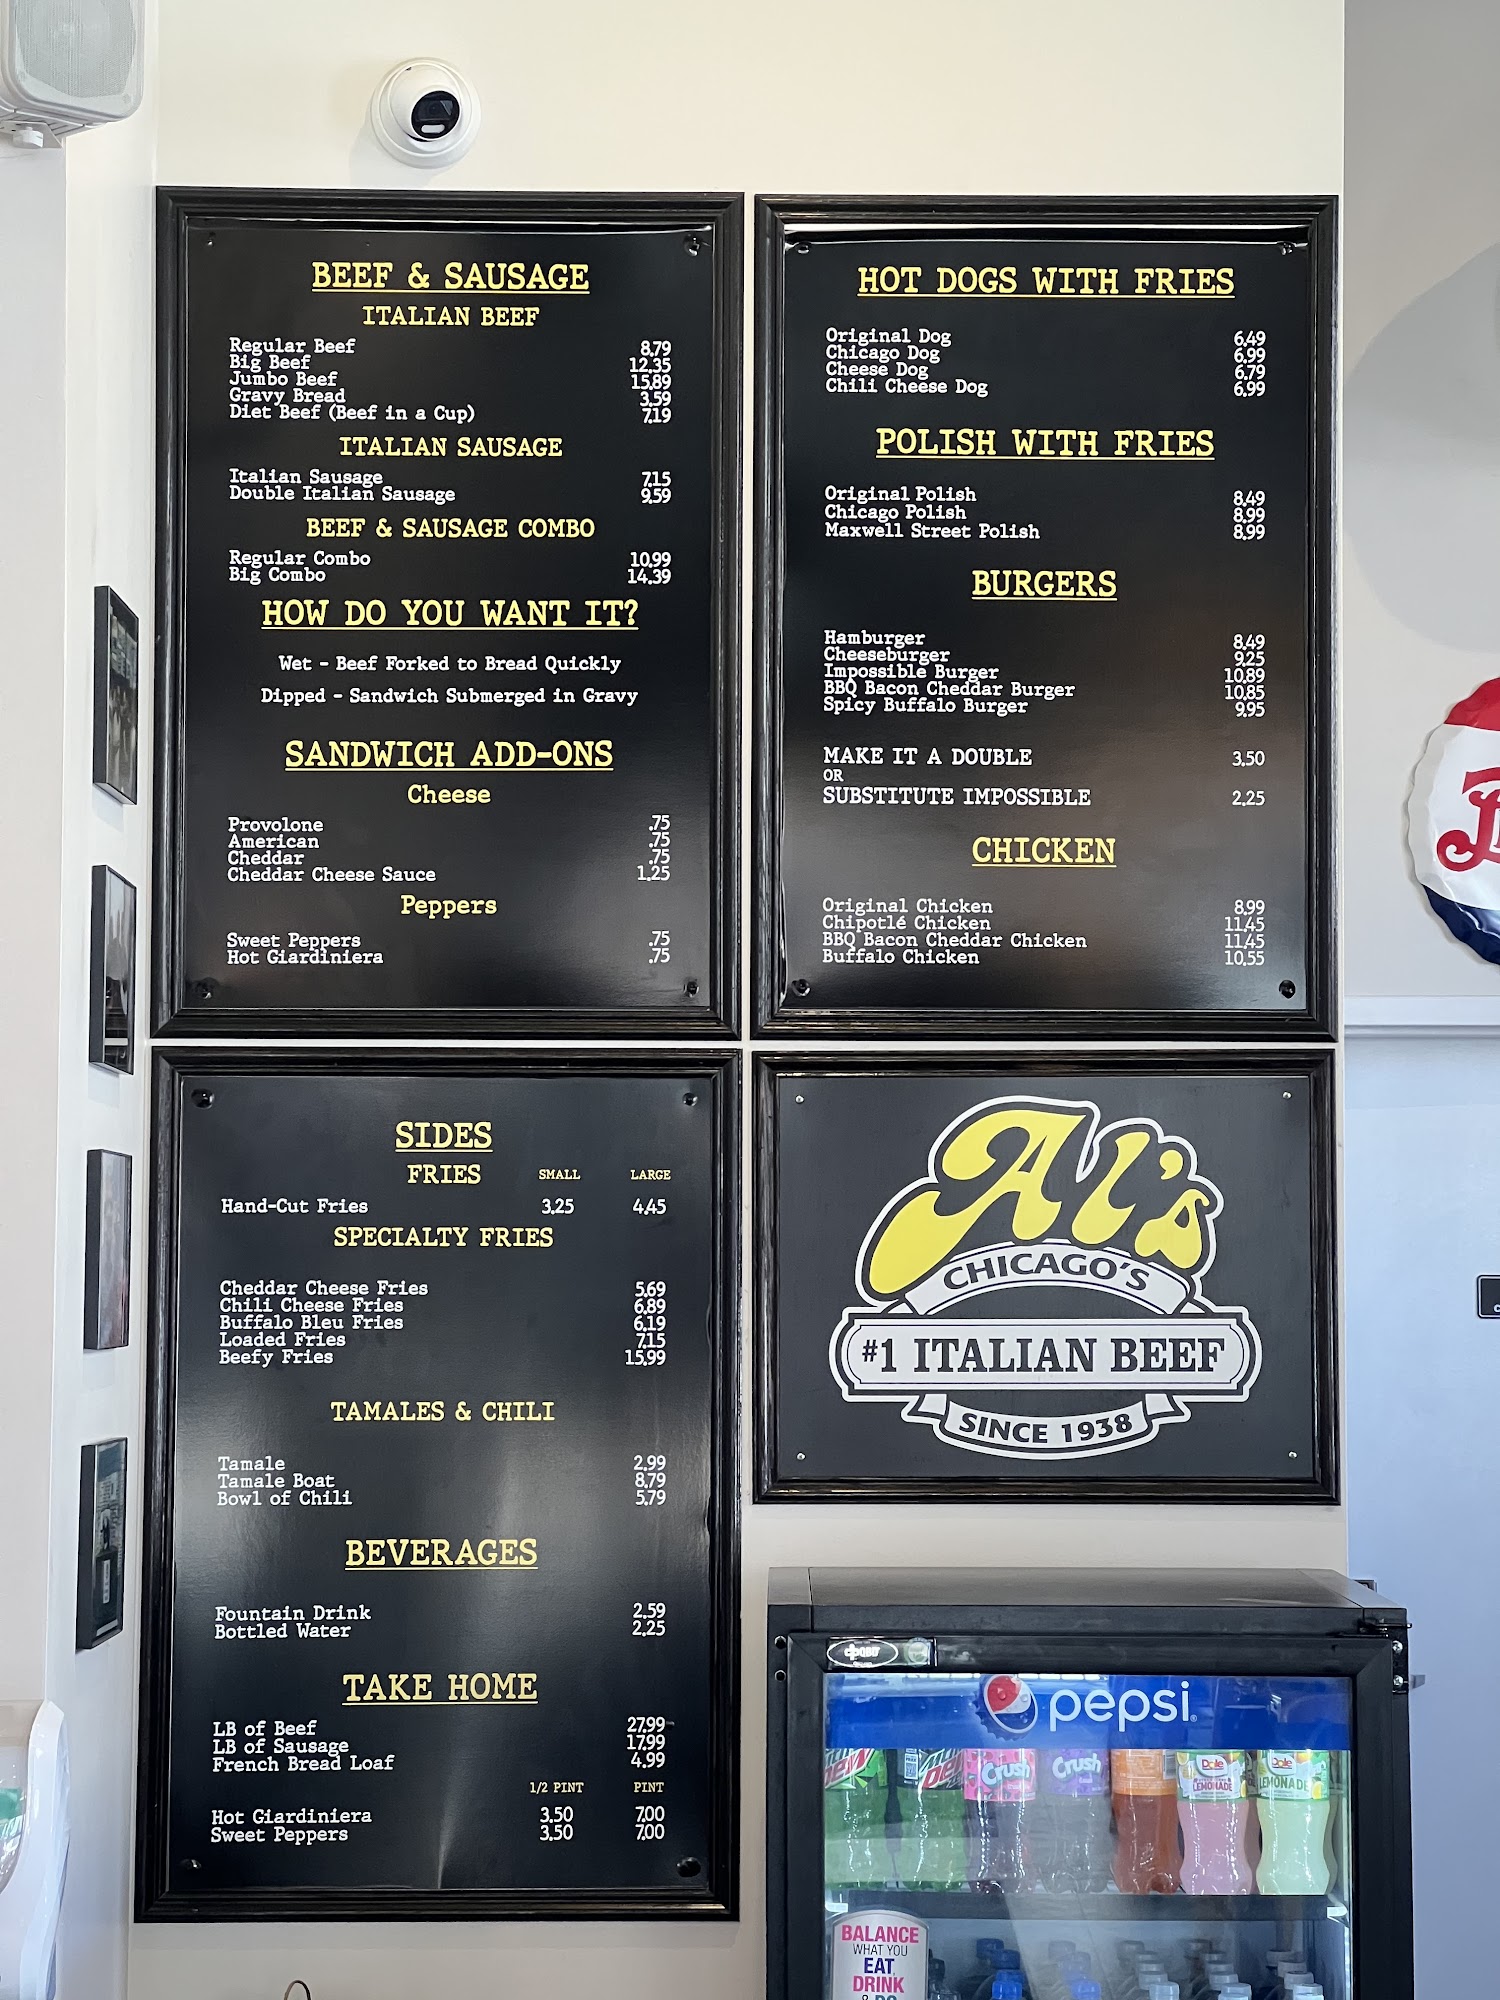 BEEF & SAUSAGE
ITALIAN BEEF
Regular Beef 8.79
Big Beef 12.35
Jumbo Beef 15.89
Gravy Bread 3.59
Diet Beef (Beef in a Cup) 7.19
ITALIAN SAUSAGE
Italian Sausage 7.15
Double Italian Sausage 9.59
BEEF & SAUSAGE COMBO
Regular Combo 10.99
Big Combo 14.39
HOW DO YOU WANT IT?
Wet - Beef Forked to Bread Quickly
Dipped - Sandwich Submerged in Gravy
SANDWICH ADD-ONS
Cheese
Provolone .75
American .75
Cheddar .75
Cheddar Cheese Sauce 1.25
Peppers
Sweet Peppers .75
Hot Giardiniera .75
HOT DOGS WITH FRIES
Original Dog 6.49
Chicago Dog 6.99
Cheese Dog 6.79
Chili Cheese Dog 6.99
POLISH WITH FRIES
Original Polish 8.49
Chicago Polish 8.99
Maxwell Street Polish 8.99
BURGERS
Hamburger 8.49
Cheeseburger 9.25
Impossible Burger 10.89
BBQ Bacon Cheddar Burger 10.85
Spicy Buffalo Burger 9.95
MAKE IT A DOUBLE 3.50
OR
SUBSTITUTE IMPOSSIBLE 2.25
CHICKEN
Original Chicken 8.99
Chipotlé Chicken 11.45
BBQ Bacon Cheddar Chicken 11.45
Buffalo Chicken 10.55
SIDES
FRIES SMALL LARGE
Hand-Cut Fries 3.25 4.45
SPECIALTY FRIES
Cheddar Cheese Fries 5.69
Chili Cheese Fries 6.89
Buffalo Bleu Fries 6.19
Loaded Fries 7.15
Beefy Fries 15.99
TAMALES & CHILI
Tamale 2.99
Tamale Boat 8.79
Bowl of Chili 5.79
BEVERAGES
Fountain Drink 2.59
Bottled Water 2.25
TAKE HOME
LB of Beef 27.99
LB of Sausage 17.99
French Bread Loaf 4.99
1/2 PINT PINT
Hot Giardiniera 3.50 7.00
Sweet Peppers 3.50 7.00
Al's
CHICAGO'S
#1 ITALIAN BEEF
SINCE 1938
pepsi
Crush
Crush
Dole
LEMONADE
Dole
LEMONADE
BALANCE
WHAT YOU
EAT,
DRINK